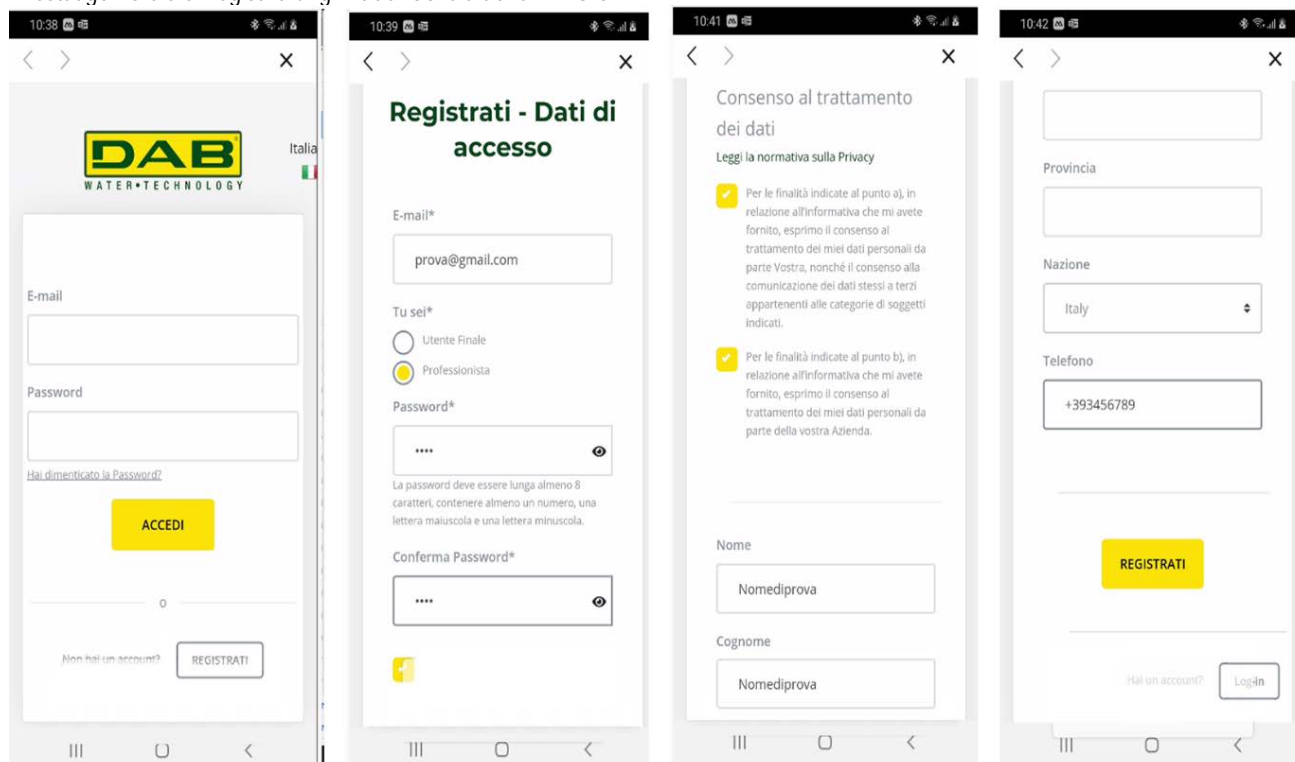 10:38
DAB
WATER•TECHNOLOGY
Italia
E-mail
Password
Hai dimenticato la Password?
ACCEDI
O
Non hai un account?
REGISTRATI
10:39
Registrati - Dati di
accesso
E-mail*
prova@gmail.com
Tu sei*
Utente Finale
Professionista
Password*
••••
La password deve essere lunga almeno 8
caratteri, contenere almeno un numero, una
lettera maiuscola e una lettera minuscola.
Conferma Password*
••••
10:41
Consenso al trattamento
dei dati
Leggi la normativa sulla Privacy
Per le finalità indicate al punto a), in
relazione all'informativa che mi avete
fornito, esprimo il consenso al
trattamento dei miei dati personali da
parte Vostra, nonché il consenso alla
comunicazione dei dati stessi a terzi
appartenenti alle categorie di soggetti
indicati.
Per le finalità indicate al punto b), in
relazione all'informativa che mi avete
fornito, esprimo il consenso al
trattamento dei miei dati personali da
parte della vostra Azienda.
Nome
Nomediprova
Cognome
Nomediprova
10:42
Provincia
Nazione
Italy
Telefono
+393456789
REGISTRATI
Hai un account?
Log-in